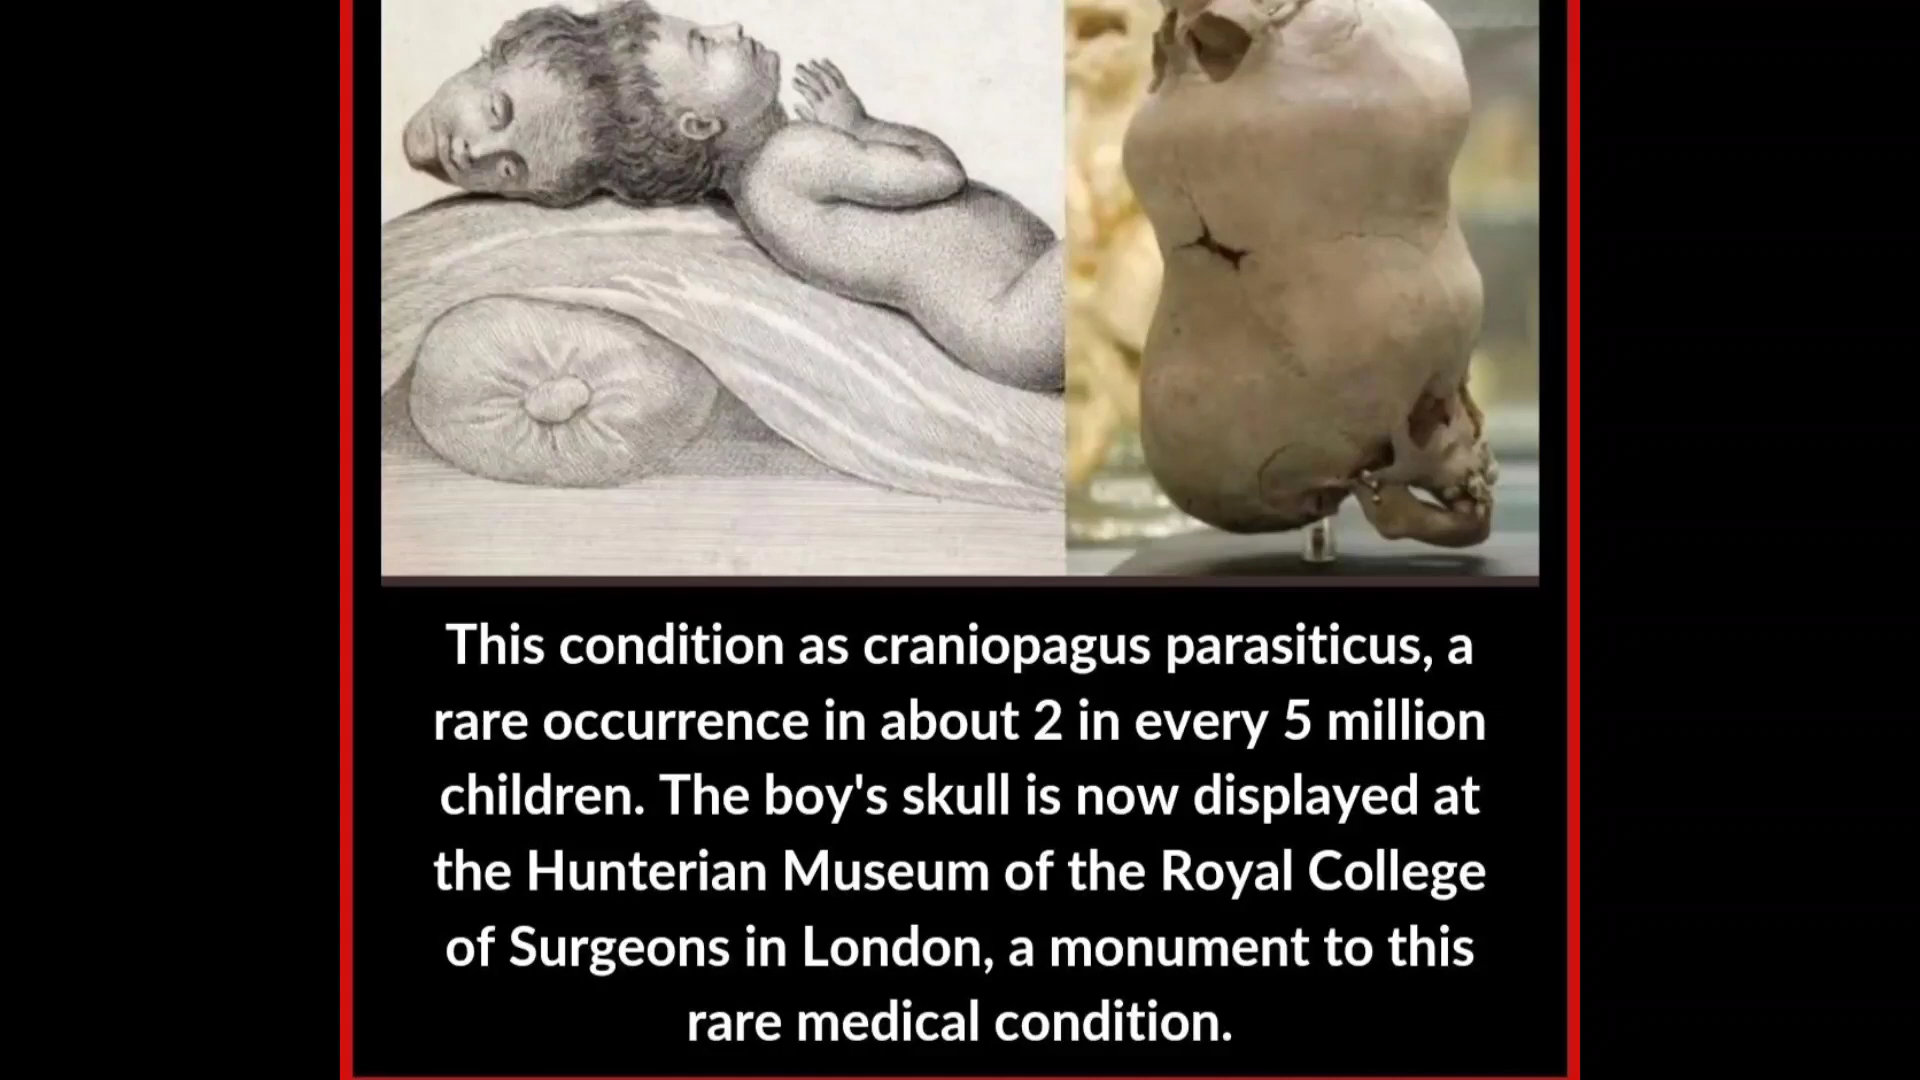 This condition as craniopagus parasiticus, a
rare occurrence in about 2 in every 5 million
children. The boy's skull is now displayed at
the Hunterian Museum of the Royal College
of Surgeons in London, a monument to this
rare medical condition.